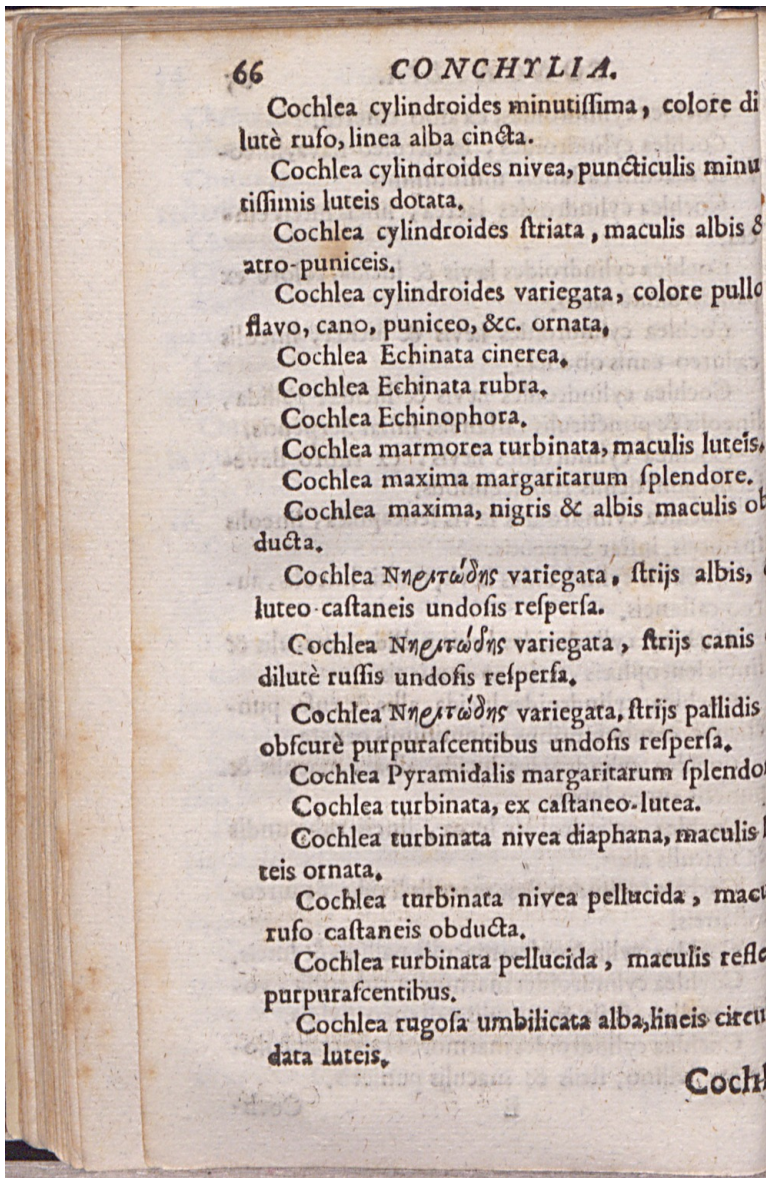 66 CONCHYLIA.
Cochlea cylindroides minutissima, colore di
lutè rufo, linea alba cincta.
Cochlea cylindroides nivea, puncticulis minu
tissimis luteis dotata.
Cochlea cylindroides striata, maculis albis &
atro-puniceis.
Cochlea cylindroides variegata, colore pullo
flavo, cano, puniceo, &c. ornata.
Cochlea Echinata cinerea.
Cochlea Echinata rubra.
Cochlea Echinophora.
Cochlea marmorea turbinata, maculis luteis.
Cochlea maxima margaritarum splendore.
Cochlea maxima, nigris & albis maculis ob
ducta.
Cochlea Νηριτώδης variegata, strijs albis,
luteo-castaneis undosis respersa.
Cochlea Νηριτώδης variegata, strijs canis
dilutè russis undosis respersa.
Cochlea Νηριτώδης variegata, strijs pallidis
obscurè purpurascentibus undosis respersa.
Cochlea Pyramidalis margaritarum splendo
Cochlea turbinata, ex castaneo-lutea.
Cochlea turbinata nivea diaphana, maculis
teis ornata.
Cochlea turbinata nivea pellucida, macu
rufo castaneis obducta.
Cochlea turbinata pellucida, maculis refle
purpurascentibus.
Cochlea rugosa umbilicata alba, lineis circu
data luteis.
Cochl